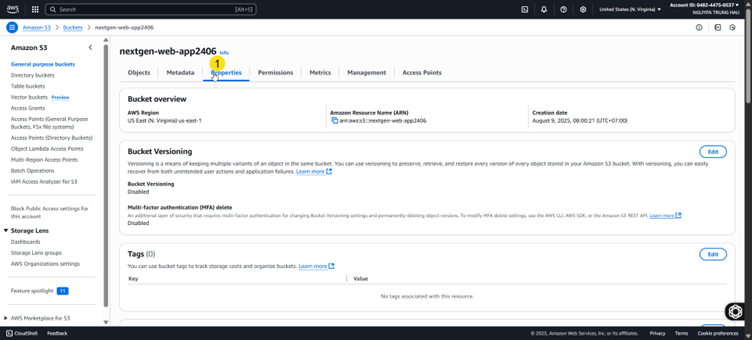 aws
Search
[Alt+S]
United States (N. Virginia)
Account ID: 0482-4475-0537
NGUYEN TRUNG HAU
Amazon S3 > Buckets > nextgen-web-app2406
Amazon S3
General purpose buckets
Directory buckets
Table buckets
Vector buckets Preview
Access Grants
Access Points (General Purpose
Buckets, FSx file systems)
Access Points (Directory Buckets)
Object Lambda Access Points
Multi-Region Access Points
Batch Operations
IAM Access Analyzer for S3
Block Public Access settings for
this account
Storage Lens
Dashboards
Storage Lens groups
AWS Organizations settings
Feature spotlight 11
AWS Marketplace for S3
nextgen-web-app2406 Info
1
Objects
Metadata
Properties
Permissions
Metrics
Management
Access Points
Bucket overview
AWS Region
US East (N. Virginia) us-east-1
Amazon Resource Name (ARN)
arn:aws:s3:::nextgen-web-app2406
Creation date
August 9, 2025, 08:00:21 (UTC+07:00)
Bucket Versioning
Edit
Versioning is a means of keeping multiple variants of an object in the same bucket. You can use versioning to preserve, retrieve, and restore every version of every object stored in your Amazon S3 bucket. With versioning, you can easily
recover from both unintended user actions and application failures. Learn more
Bucket Versioning
Disabled
Multi-factor authentication (MFA) delete
An additional layer of security that requires multi-factor authentication for changing Bucket Versioning settings and permanently deleting object versions. To modify MFA delete settings, use the AWS CLI, AWS SDK, or the Amazon S3 REST API. Learn more
Disabled
Tags (0)
Edit
You can use bucket tags to track storage costs and organize buckets. Learn more
Key
Value
No tags associated with this resource.
CloudShell
Feedback
© 2025, Amazon Web Services, Inc. or its affiliates.
Privacy
Terms
Cookie preferences